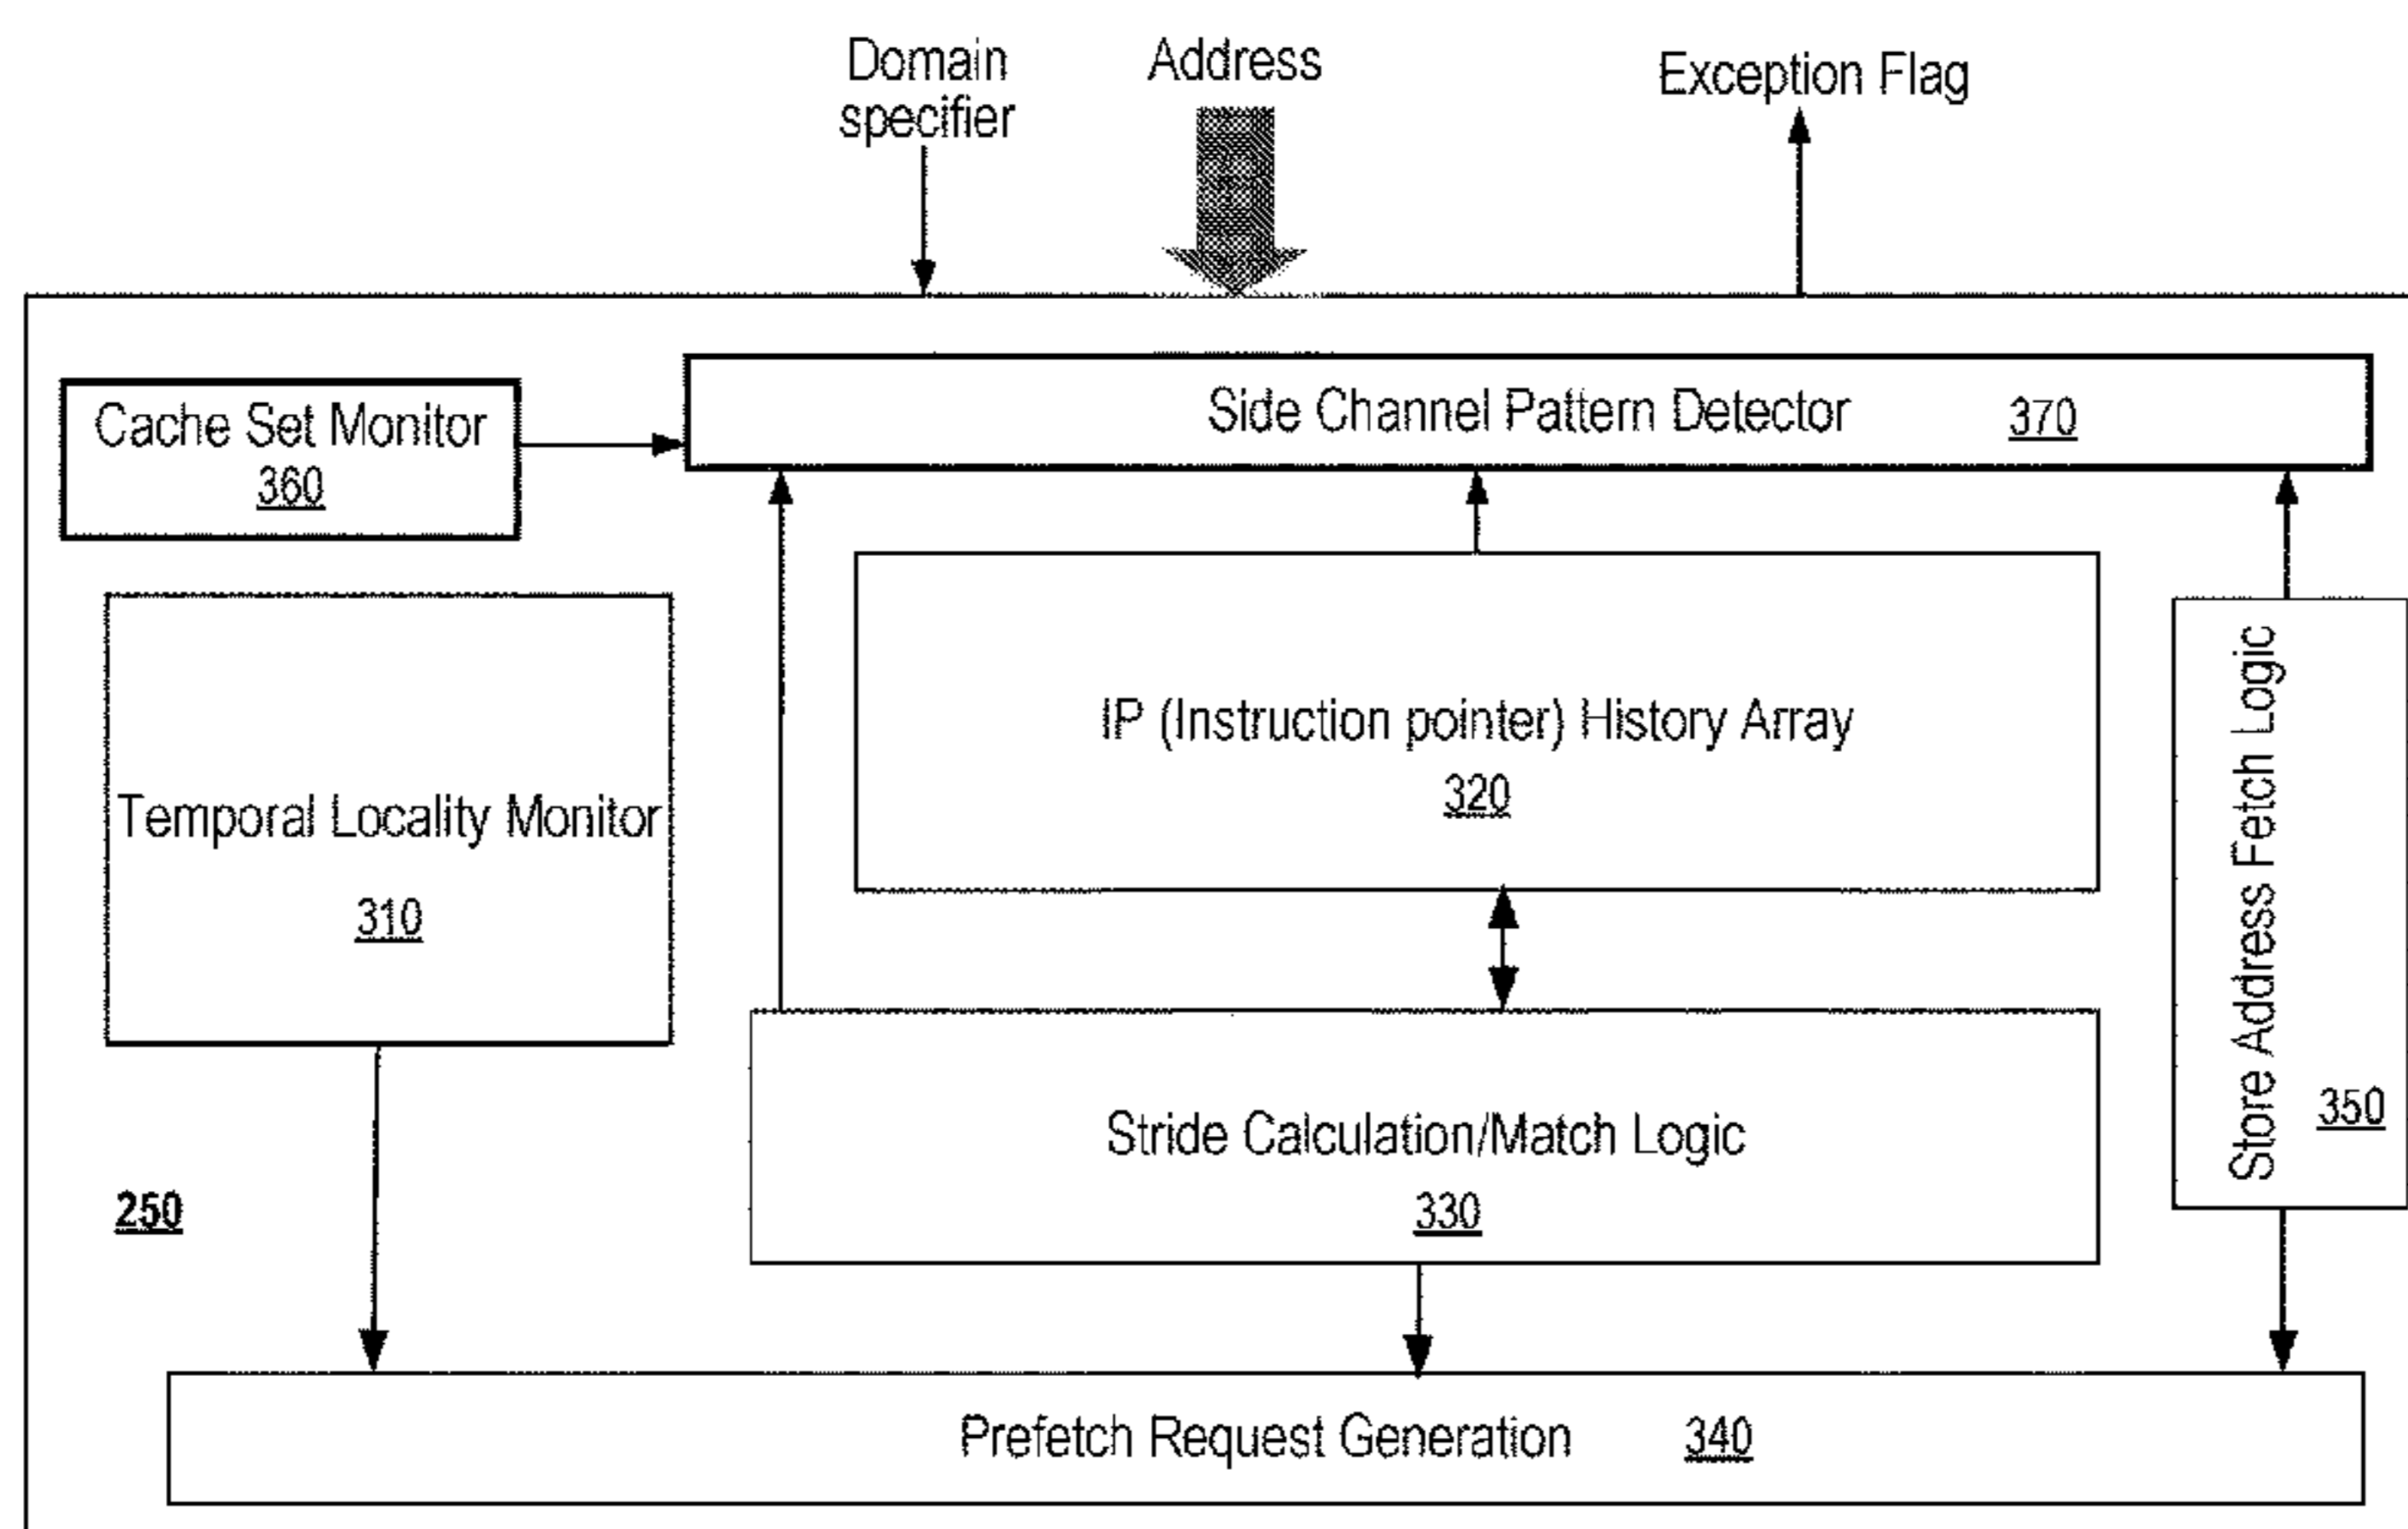 Domain
specifier
Address
Exception Flag
Cache Set Monitor
360
Side Channel Pattern Detector 370
Temporal Locality Monitor
310
IP (Instruction pointer) History Array
320
Store Address Fetch Logic
350
Stride Calculation/Match Logic
330
250
Prefetch Request Generation 340